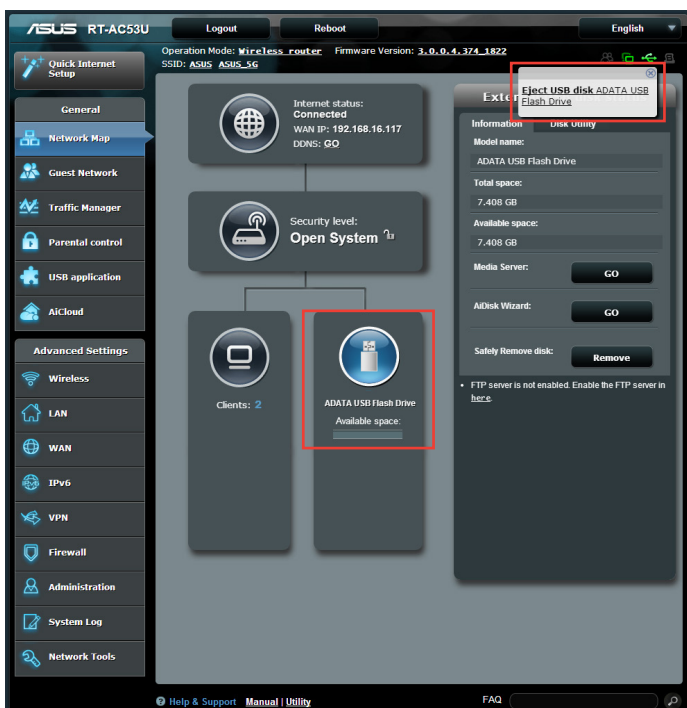 ASUS RT-AC53U
Logout
Reboot
English
Operation Mode: Wireless router Firmware Version: 3.0.0.4.374_1822
SSID: ASUS ASUS_5G
Eject USB disk ADATA USB
Flash Drive
Quick Internet
Setup
General
Network Map
Guest Network
Traffic Manager
Parental control
USB application
AiCloud
Advanced Settings
Wireless
LAN
WAN
IPv6
VPN
Firewall
Administration
System Log
Network Tools
Internet status:
Connected
WAN IP: 192.168.16.117
DDNS: GO
Security level:
Open System
Clients: 2
ADATA USB Flash Drive
Available space:
Information
Disk Utility
Model name:
ADATA USB Flash Drive
Total space:
7.408 GB
Available space:
7.408 GB
Media Server:
GO
AiDisk Wizard:
GO
Safely Remove disk:
Remove
FTP server is not enabled. Enable the FTP server in
here.
Help & Support Manual | Utility
FAQ